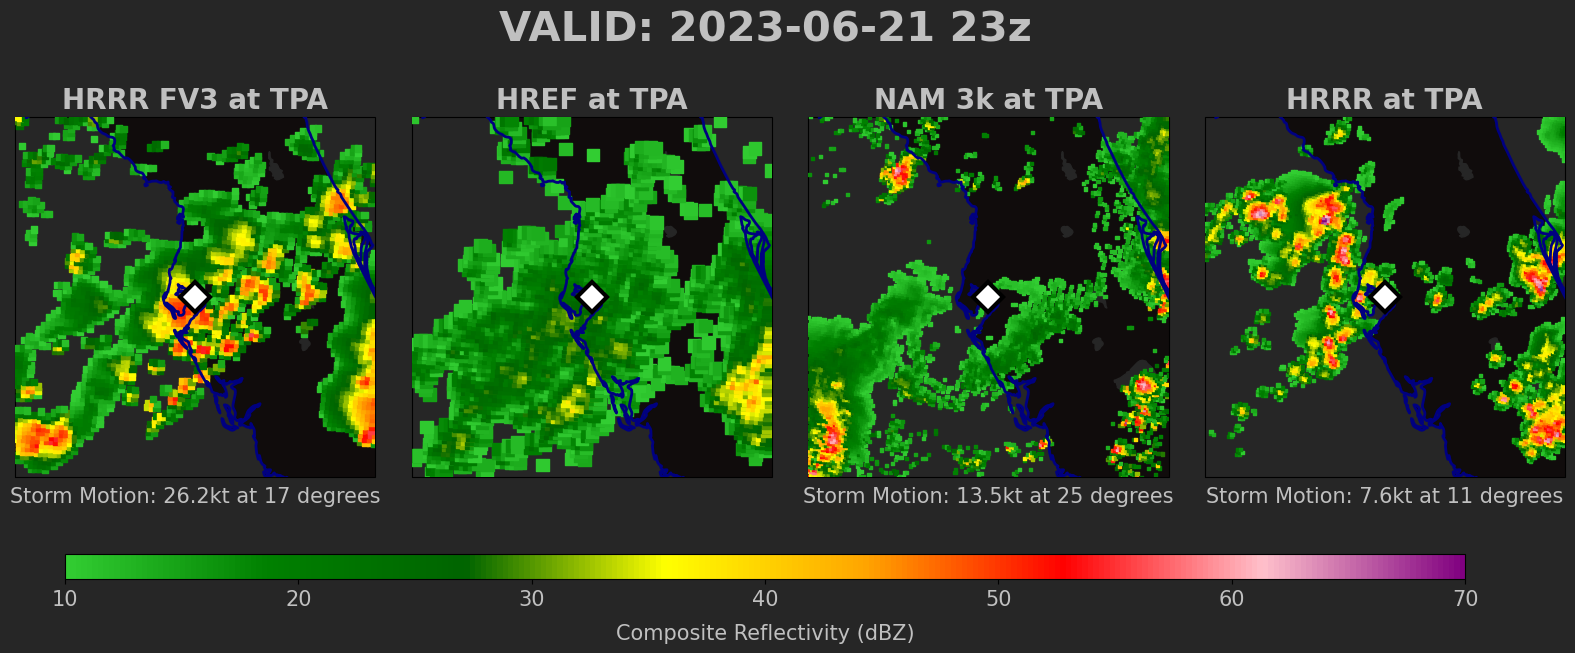 VALID: 2023-06-21 23z
HRRR FV3 at TPA
HREF at TPA
NAM 3k at TPA
HRRR at TPA
Storm Motion: 26.2kt at 17 degrees
Storm Motion: 13.5kt at 25 degrees
Storm Motion: 7.6kt at 11 degrees
10 20 30 40 50 60 70
Composite Reflectivity (dBZ)